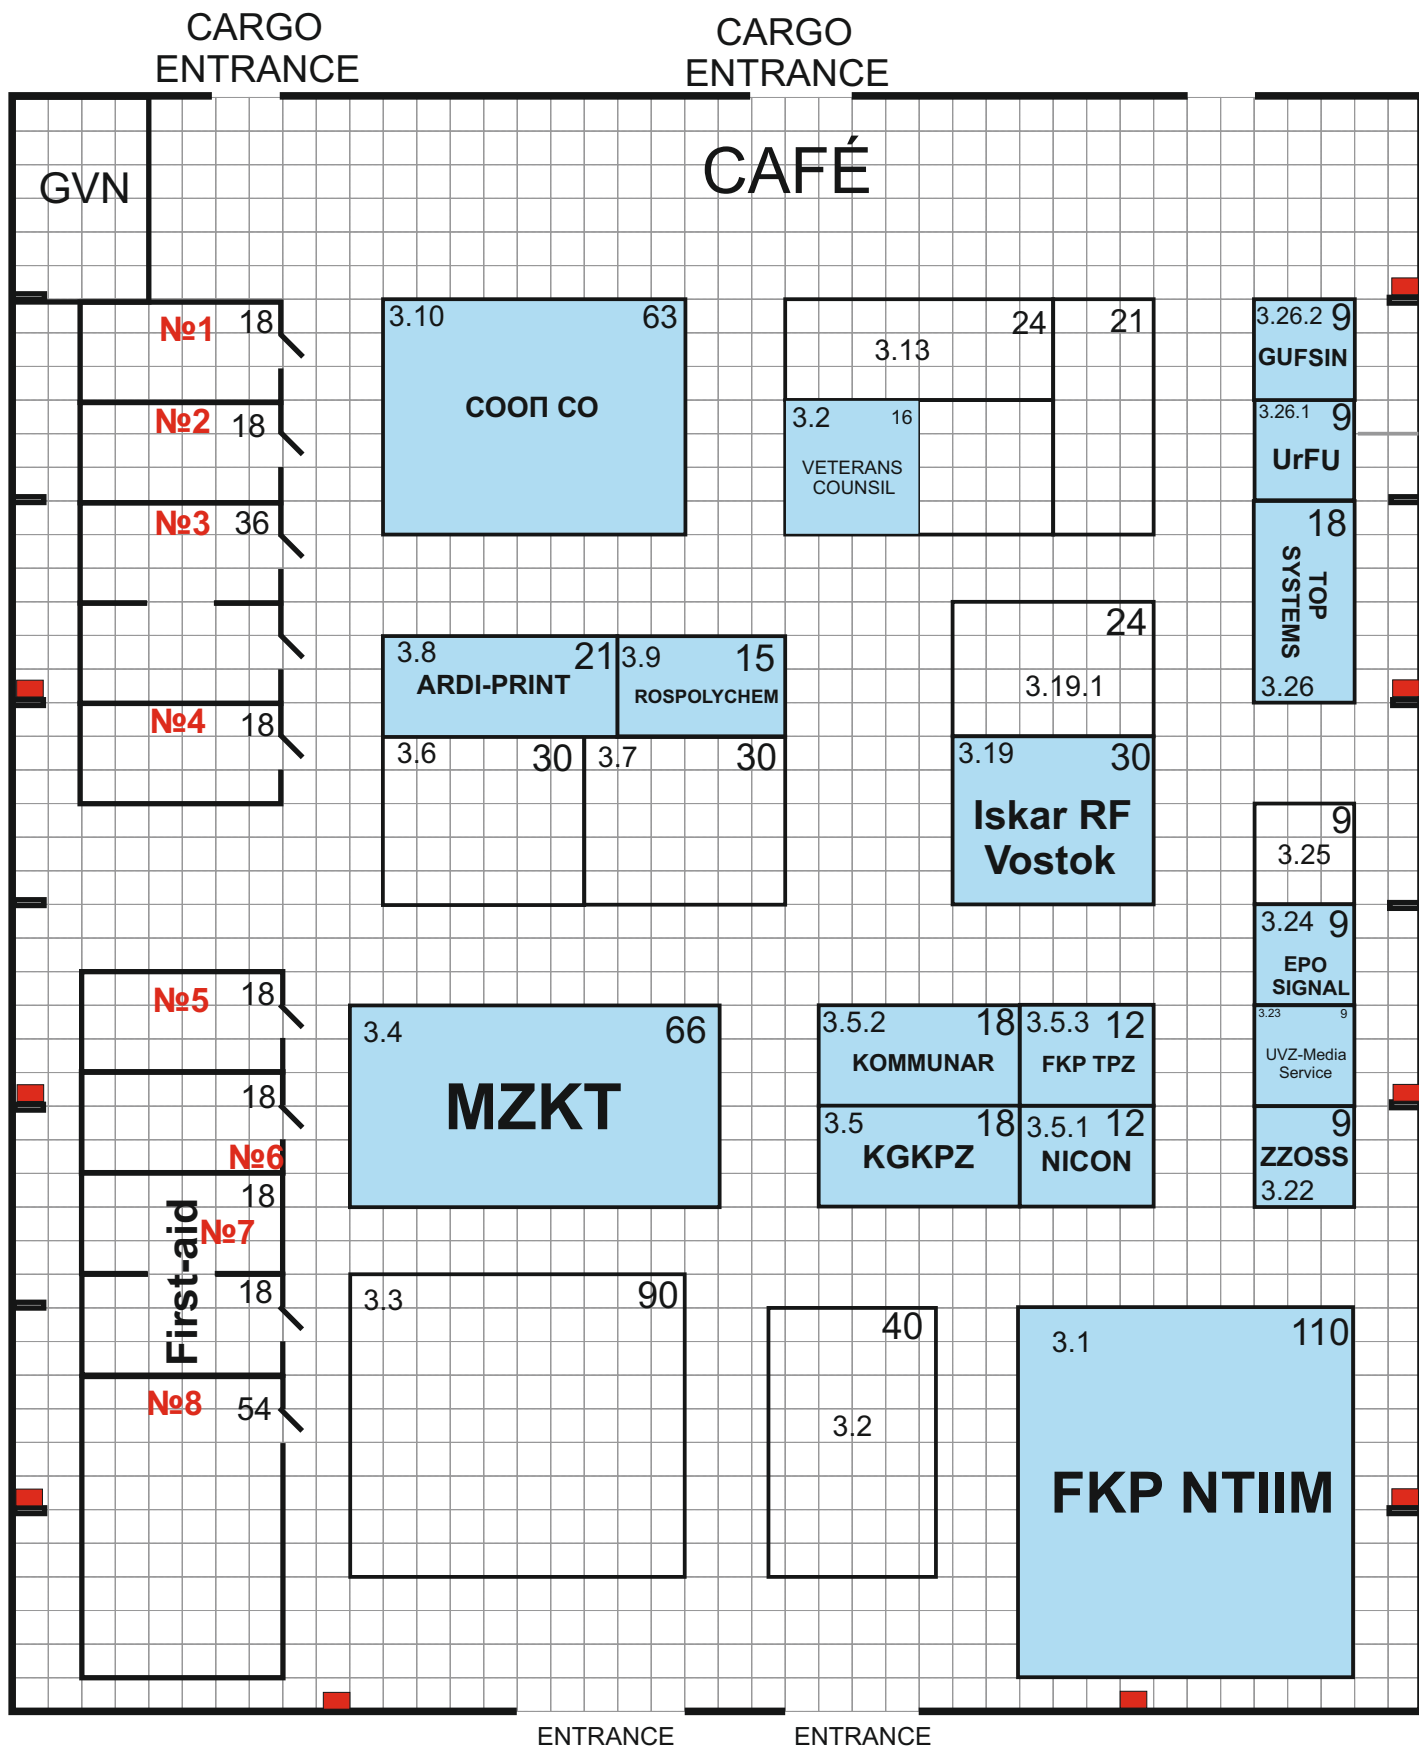 CARGO
ENTRANCE
CARGO
ENTRANCE
CAFÉ
GVN
№1 18
№2 18
№3 36
№4 18
3.10 63
СООП СО
24
3.13
21
3.2 16
VETERANS
COUNSIL
3.26.2 9
GUFSIN
3.26.1 9
UrFU
18
TOP
SYSTEMS
3.26
3.8 21
ARDI-PRINT
3.9 15
ROSPOLYCHEM
3.6 30
3.7 30
24
3.19.1
3.19 30
Iskar RF
Vostok
9
3.25
3.24 9
EPO
SIGNAL
3.23 9
UVZ-Media
Service
9
ZZOSS
3.22
№5 18
18
№6
18
№7
First-aid
18
№8 54
3.4 66
MZKT
3.5.2 18
KOMMUNAR
3.5.3 12
FKP TPZ
3.5 18
KGKPZ
3.5.1 12
NICON
3.3 90
40
3.2
3.1 110
FKP NTIIM
ENTRANCE
ENTRANCE